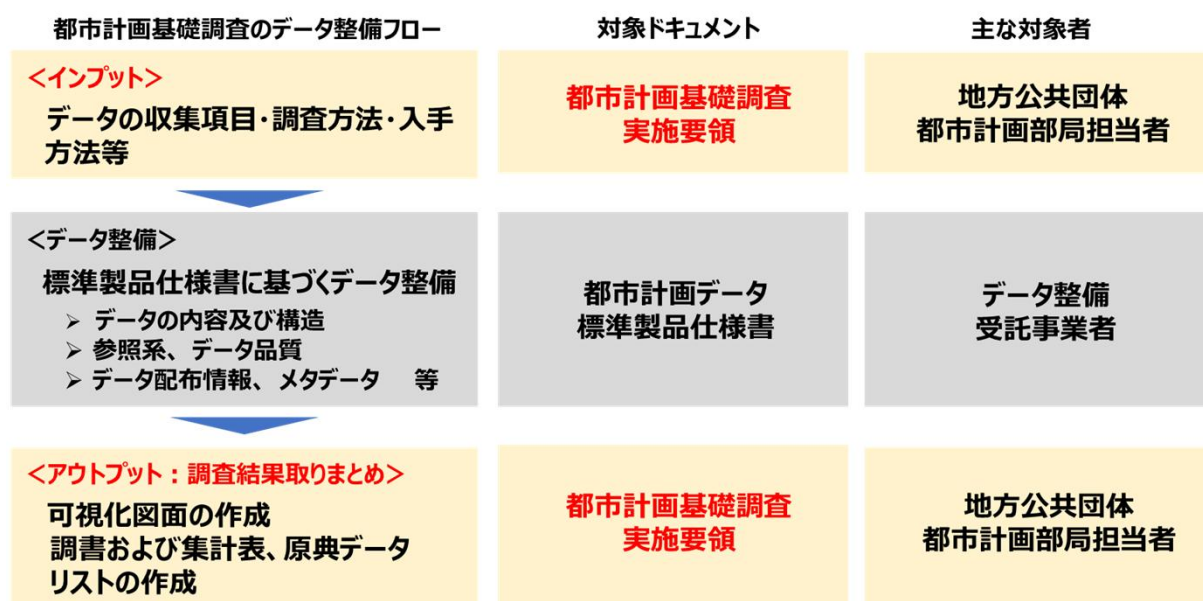 都市計画基礎調査のデータ整備フロー
対象ドキュメント
主な対象者
＜インプット＞
データの収集項目・調査方法・入手
方法等
都市計画基礎調査
実施要領
地方公共団体
都市計画部局担当者
＜データ整備＞
標準製品仕様書に基づくデータ整備
➢ データの内容及び構造
➢ 参照系、データ品質
➢ データ配布情報、メタデータ 等
都市計画データ
標準製品仕様書
データ整備
受託事業者
＜アウトプット：調査結果取りまとめ＞
可視化図面の作成
調書および集計表、原典データ
リストの作成
都市計画基礎調査
実施要領
地方公共団体
都市計画部局担当者